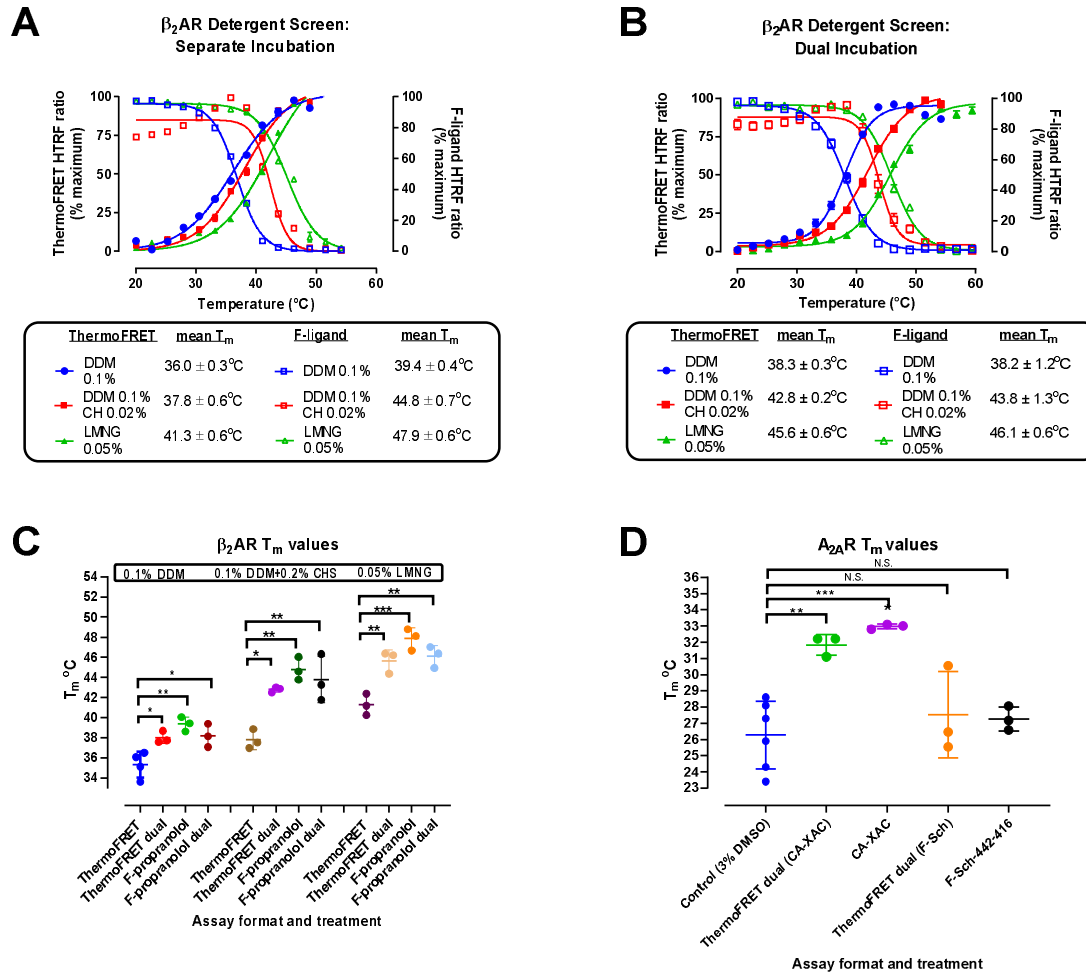 A
β₂AR Detergent Screen:
Separate Incubation
100
75
50
25
0
ThermoFRET HTRF ratio
(% maximum)
100
80
60
40
20
0
F-ligand HTRF ratio
(% maximum)
20 30 40 50 60
Temperature (°C)
ThermoFRET mean Tm F-ligand mean Tm
DDM
0.1%
36.0 ± 0.3°C
DDM 0.1%
39.4 ± 0.4°C
DDM 0.1%
CH 0.02%
37.8 ± 0.6°C
DDM 0.1%
CH 0.02%
44.8 ± 0.7°C
LMNG
0.05%
41.3 ± 0.6°C
LMNG
0.05%
47.9 ± 0.6°C
B
β₂AR Detergent Screen:
Dual Incubation
100
75
50
25
0
ThermoFRET HTRF ratio
(% maximum)
100
80
60
40
20
0
F-ligand HTRF ratio
(% maximum)
20 30 40 50 60
Temperature (°C)
ThermoFRET mean Tm F-ligand mean Tm
DDM
0.1%
38.3 ± 0.3°C
DDM
0.1%
38.2 ± 1.2°C
DDM 0.1%
CH 0.02%
42.8 ± 0.2°C
DDM 0.1%
CH 0.02%
43.8 ± 1.3°C
LMNG
0.05%
45.6 ± 0.6°C
LMNG
0.05%
46.1 ± 0.6°C
C
β₂AR Tm values
0.1% DDM 0.1% DDM+0.2% CHS 0.05% LMNG
54
52
50
48
46
44
42
40
38
36
34
Tm °C
*
**
*
**
**
*
**
***
**
ThermoFRET
ThermoFRET dual
F-propranolol
F-propranolol dual
ThermoFRET
ThermoFRET dual
F-propranolol
F-propranolol dual
ThermoFRET
ThermoFRET dual
F-propranolol
F-propranolol dual
Assay format and treatment
D
A₂AR Tm values
N.S.
N.S.
***
**
*
33
33
32
31
30
29
28
27
26
25
24
23
Tm °C
Control (3% DMSO)
ThermoFRET dual (CA-XAC)
CA-XAC
ThermoFRET dual (F-Sch)
F-Sch-442-416
Assay format and treatment